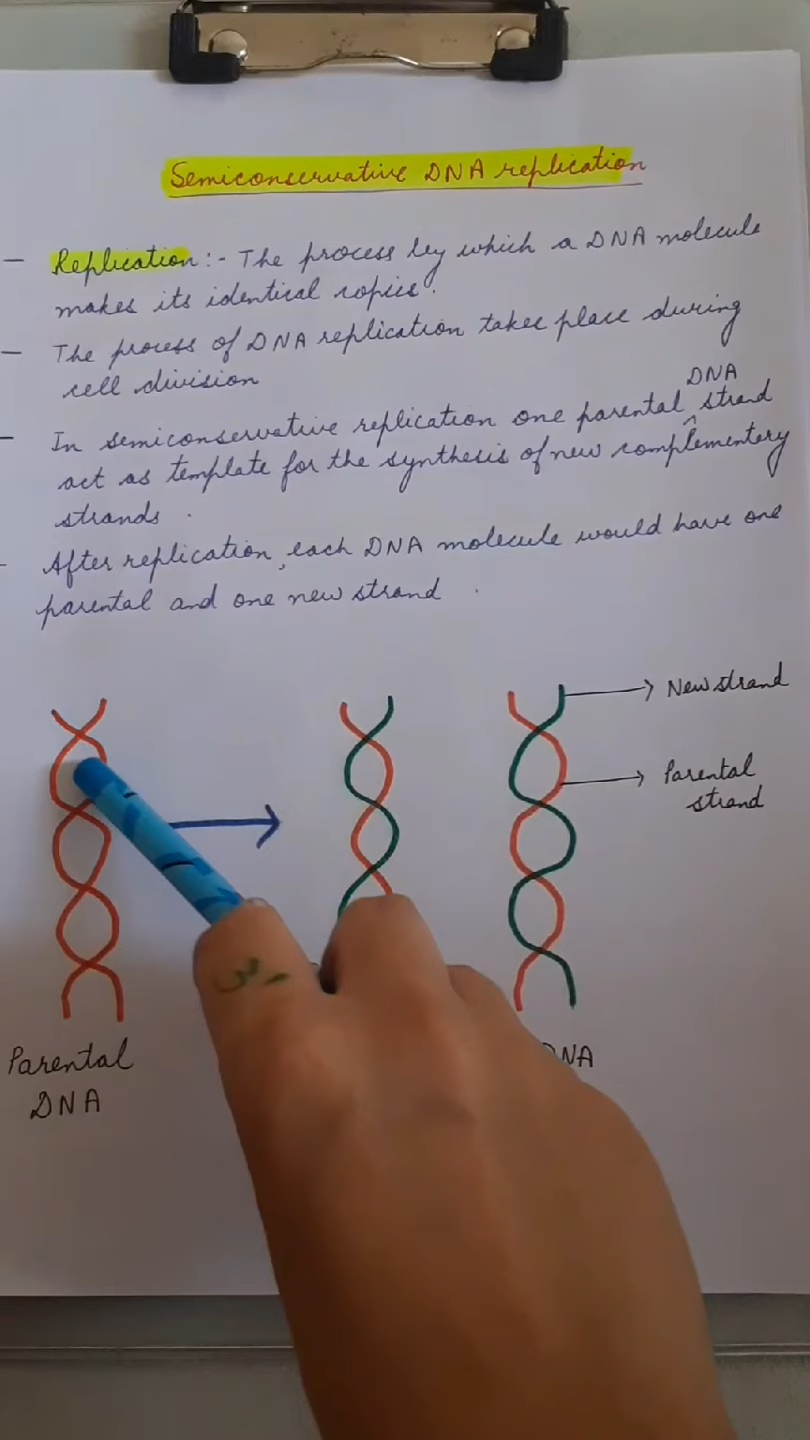 Semiconservative DNA replication
- Replication:- The process by which a DNA molecule
makes its identical copies.
- The process of DNA replication takes place during
cell division
DNA
- In semiconservative replication one parental ^ strand
act as template for the synthesis of new complementary
strands.
- After replication, each DNA molecule would have one
parental and one new strand.
New strand
Parental
strand
Parental
DNA
DNA